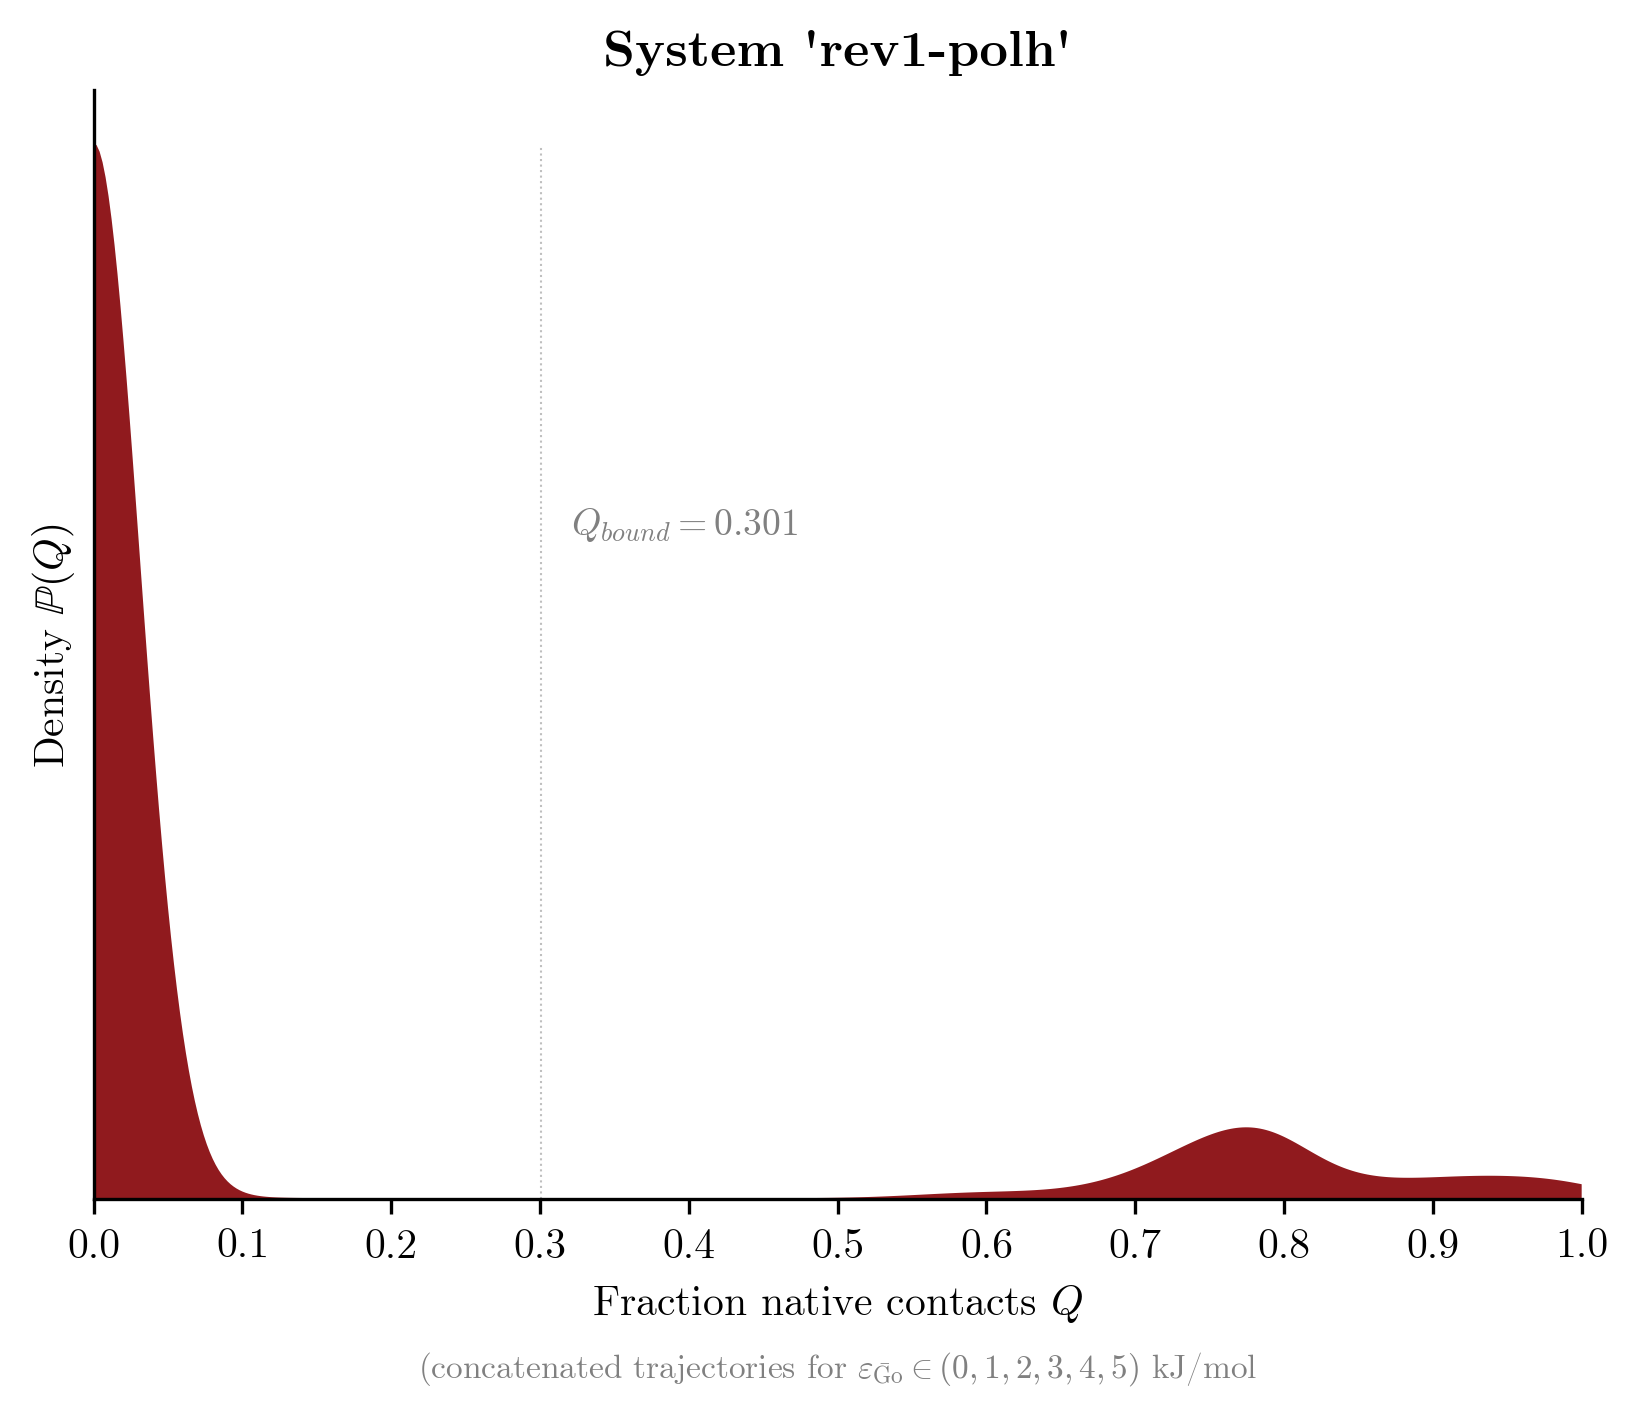 System 'rev1-polh'
Density ℙ(Q)
Q_bound = 0.301
0.0 0.1 0.2 0.3 0.4 0.5 0.6 0.7 0.8 0.9 1.0
Fraction native contacts Q
(concatenated trajectories for ε_Ḡo ∈ (0, 1, 2, 3, 4, 5) kJ/mol